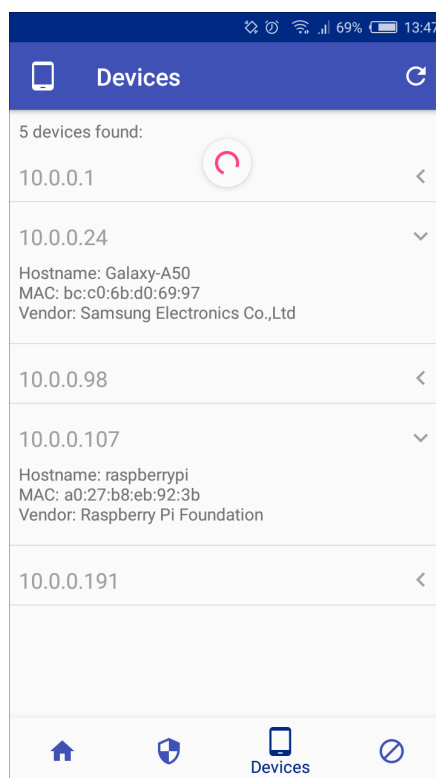 69% 13:47
Devices
5 devices found:
10.0.0.1
10.0.0.24
Hostname: Galaxy-A50
MAC: bc:c0:6b:d0:69:97
Vendor: Samsung Electronics Co.,Ltd
10.0.0.98
10.0.0.107
Hostname: raspberrypi
MAC: a0:27:b8:eb:92:3b
Vendor: Raspberry Pi Foundation
10.0.0.191
Devices